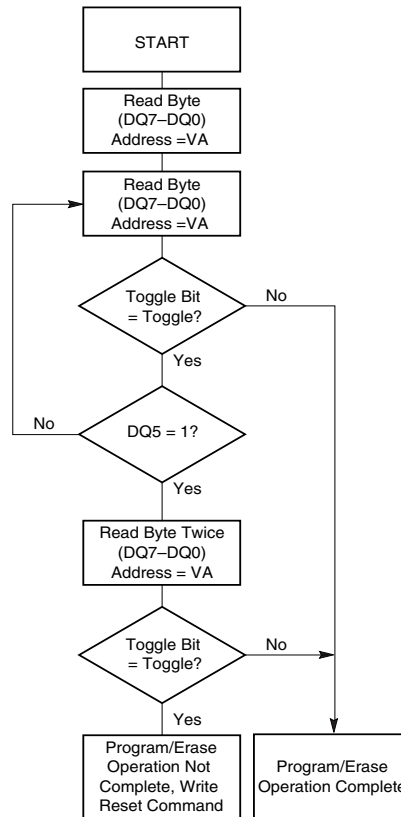 START
Read Byte
(DQ7–DQ0)
Address =VA
Read Byte
(DQ7–DQ0)
Address =VA
Toggle Bit
= Toggle?
No
Yes
No
DQ5 = 1?
Yes
Read Byte Twice
(DQ7–DQ0)
Address = VA
Toggle Bit
= Toggle?
No
Yes
Program/Erase
Operation Not
Complete, Write
Reset Command
Program/Erase
Operation Complete